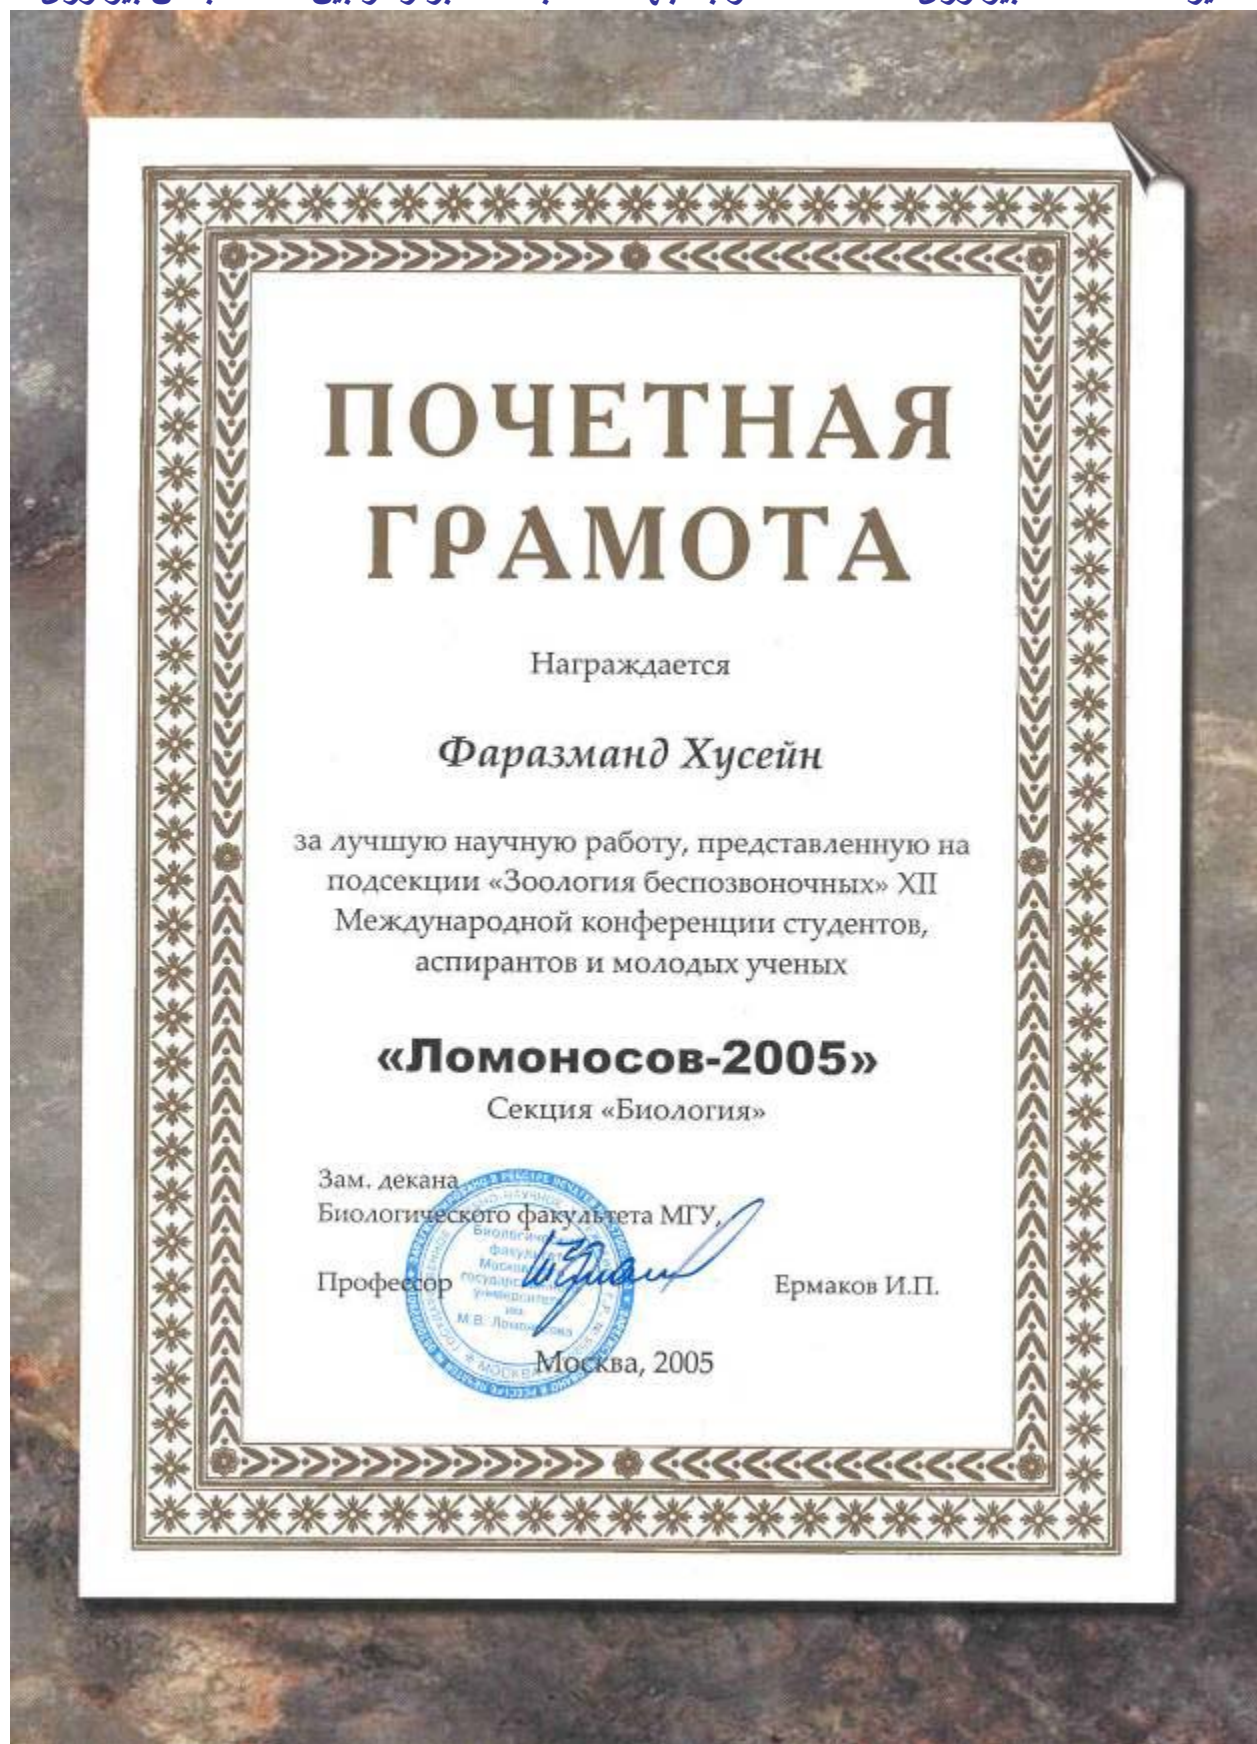 ПОЧЕТНАЯ
ГРАМОТА
Награждается
Фаразманд Хусейн
за лучшую научную работу, представленную на
подсекции «Зоология беспозвоночных» XII
Международной конференции студентов,
аспирантов и молодых ученых
«Ломоносов-2005»
Секция «Биология»
Зам. декана
Биологического факультета МГУ,
Профессор
Ермаков И.П.
Москва, 2005